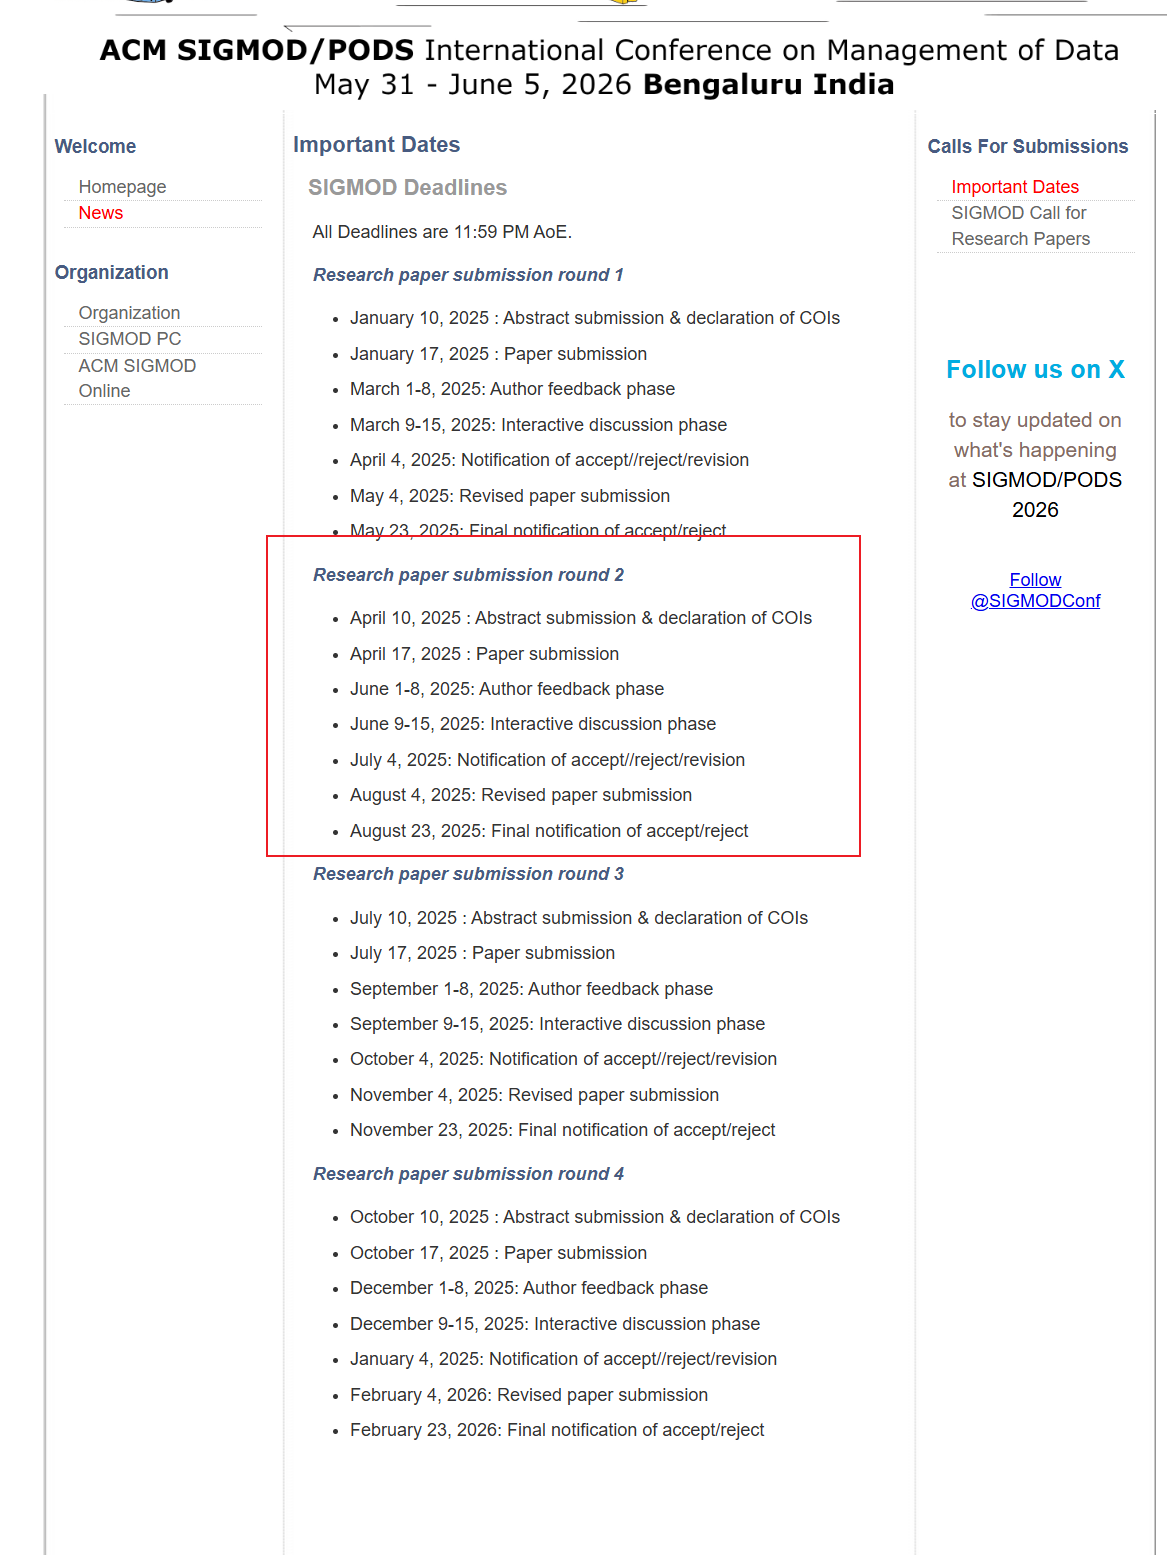 ACM SIGMOD/PODS International Conference on Management of Data
May 31 - June 5, 2026 Bengaluru India
Welcome
Homepage
News
Organization
Organization
SIGMOD PC
ACM SIGMOD
Online
Important Dates
SIGMOD Deadlines
All Deadlines are 11:59 PM AoE.
Research paper submission round 1
• January 10, 2025 : Abstract submission & declaration of COIs
• January 17, 2025 : Paper submission
• March 1-8, 2025: Author feedback phase
• March 9-15, 2025: Interactive discussion phase
• April 4, 2025: Notification of accept//reject/revision
• May 4, 2025: Revised paper submission
• May 23, 2025: Final notification of accept/reject
Research paper submission round 2
• April 10, 2025 : Abstract submission & declaration of COIs
• April 17, 2025 : Paper submission
• June 1-8, 2025: Author feedback phase
• June 9-15, 2025: Interactive discussion phase
• July 4, 2025: Notification of accept//reject/revision
• August 4, 2025: Revised paper submission
• August 23, 2025: Final notification of accept/reject
Research paper submission round 3
• July 10, 2025 : Abstract submission & declaration of COIs
• July 17, 2025 : Paper submission
• September 1-8, 2025: Author feedback phase
• September 9-15, 2025: Interactive discussion phase
• October 4, 2025: Notification of accept//reject/revision
• November 4, 2025: Revised paper submission
• November 23, 2025: Final notification of accept/reject
Research paper submission round 4
• October 10, 2025 : Abstract submission & declaration of COIs
• October 17, 2025 : Paper submission
• December 1-8, 2025: Author feedback phase
• December 9-15, 2025: Interactive discussion phase
• January 4, 2025: Notification of accept//reject/revision
• February 4, 2026: Revised paper submission
• February 23, 2026: Final notification of accept/reject
Calls For Submissions
Important Dates
SIGMOD Call for
Research Papers
Follow us on X
to stay updated on
what's happening
at SIGMOD/PODS
2026
Follow
@SIGMODConf